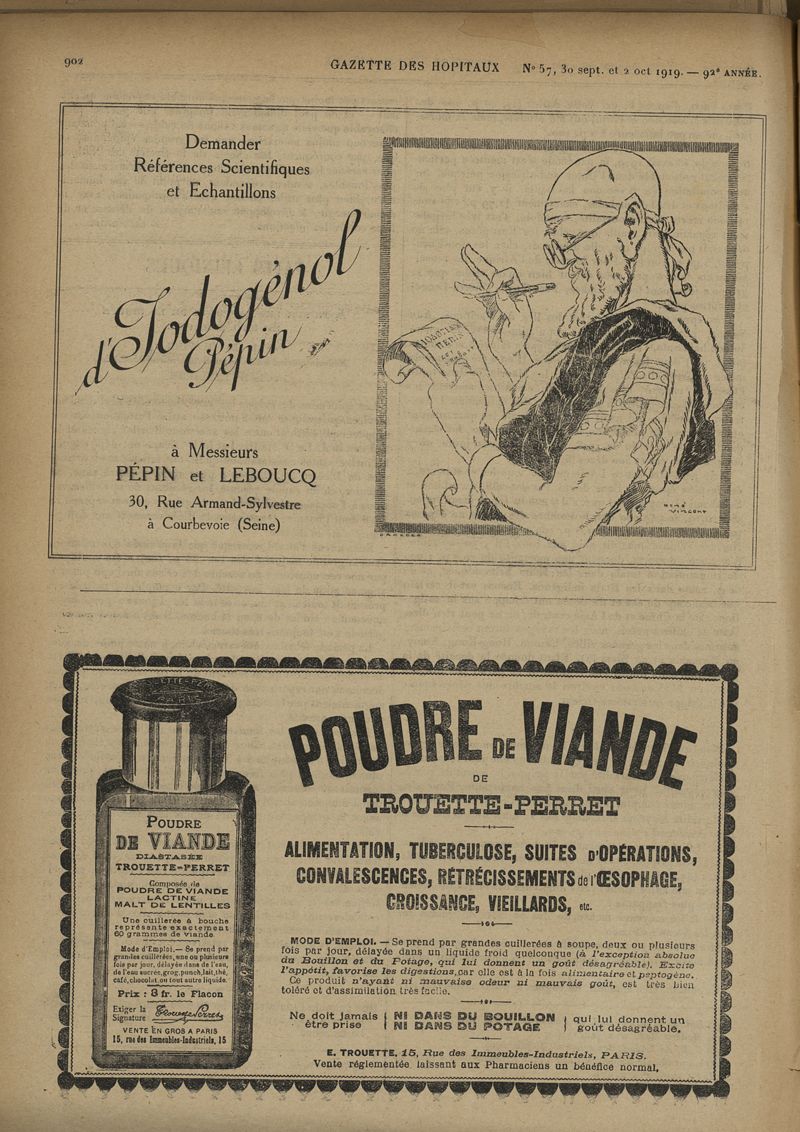 902
GAZETTE DES HOPITAUX
N° 57, 30 sept. et 2 oct 1919. — 92e ANNÉE.
Demander
Références Scientifiques
et Echantillons
d'Iodogénol
Pépin
à Messieurs
PÉPIN et LEBOUCQ
30, Rue Armand-Sylvestre
à Courbevoie (Seine)
RENÉ
VINCENT
POUDRE DE VIANDE
DE
TROUETTE-PERRET
ALIMENTATION, TUBERCULOSE, SUITES D'OPÉRATIONS,
CONVALESCENCES, RÉTRÉCISSEMENTS de l'ŒSOPHAGE,
CROISSANCE, VIEILLARDS, etc.
MODE D'EMPLOI. — Se prend par grandes cuillerées à soupe, deux ou plusieurs
fois par jour, délayée dans un liquide froid quelconque (à l'exception absolue
du Bouillon et du Potage, qui lui donnent un goût désagréable). Excite
l'appétit, favorise les digestions, car elle est à la fois alimentaire et peptogène.
Ce produit n'ayant ni mauvaise odeur ni mauvais goût, est très bien
toléré et d'assimilation très facile.
Ne doit jamais { NI DANS DU BOUILLON } qui lui donnent un
être prise { NI DANS DU POTAGE } goût désagréable.
E. TROUETTE, 15, Rue des Immeubles-Industriels, PARIS.
Vente réglementée laissant aux Pharmaciens un bénéfice normal.
POUDRE
DE VIANDE
DIASTASÉE
TROUETTE-PERRET
Composée de
POUDRE DE VIANDE
LACTINE
MALT DE LENTILLES
Une cuillerée à bouche
représente exactement
60 grammes de viande
Mode d'Emploi. — Se prend par
grandes cuillerées, une ou plusieurs
fois par jour, délayée dans de l'eau,
de l'eau sucrée, grog, punch, lait, thé,
café, chocolat, ou tout autre liquide.
Prix : 3 fr. le Flacon
Exiger la
Signature Trouette-Perret
VENTE EN GROS A PARIS
15, rue des Immeubles-Industriels, 15